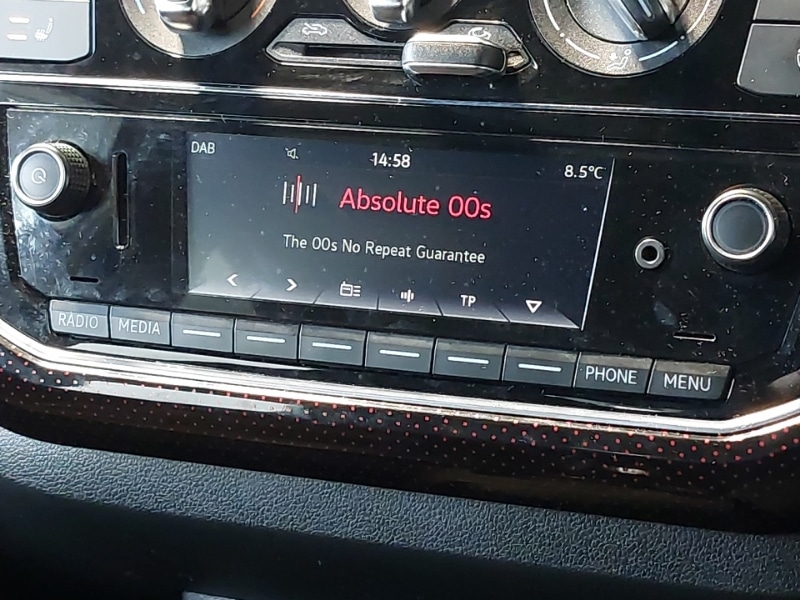 DAB 14:58 8.5°C
Absolute 00s
The 00s No Repeat Guarantee
< > TP
RADIO MEDIA PHONE MENU